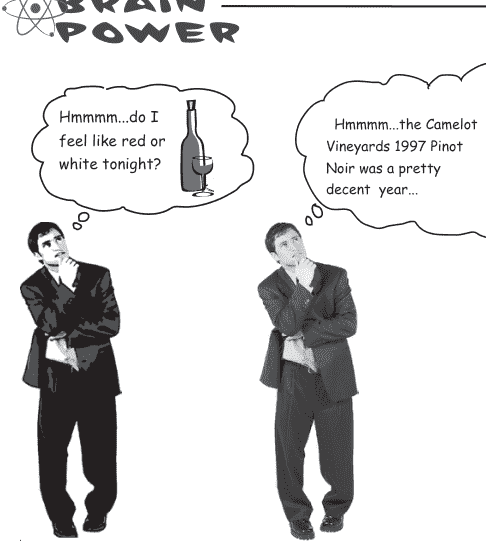 BRAIN
POWER
Hmmmm...do I
feel like red or
white tonight?
Hmmmm...the Camelot
Vineyards 1997 Pinot
Noir was a pretty
decent year...